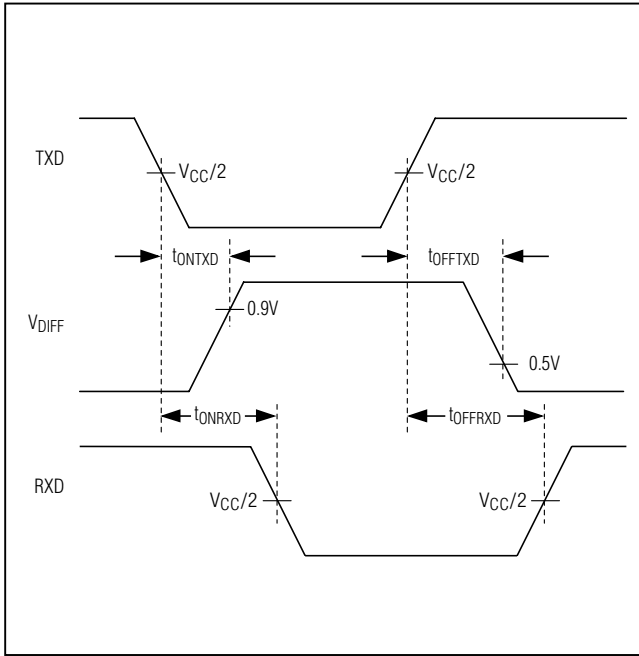 TXD
VCC/2
VCC/2
tONTXD
tOFFTXD
VDIFF
0.9V
0.5V
tONRXD
tOFFRXD
RXD
VCC/2
VCC/2